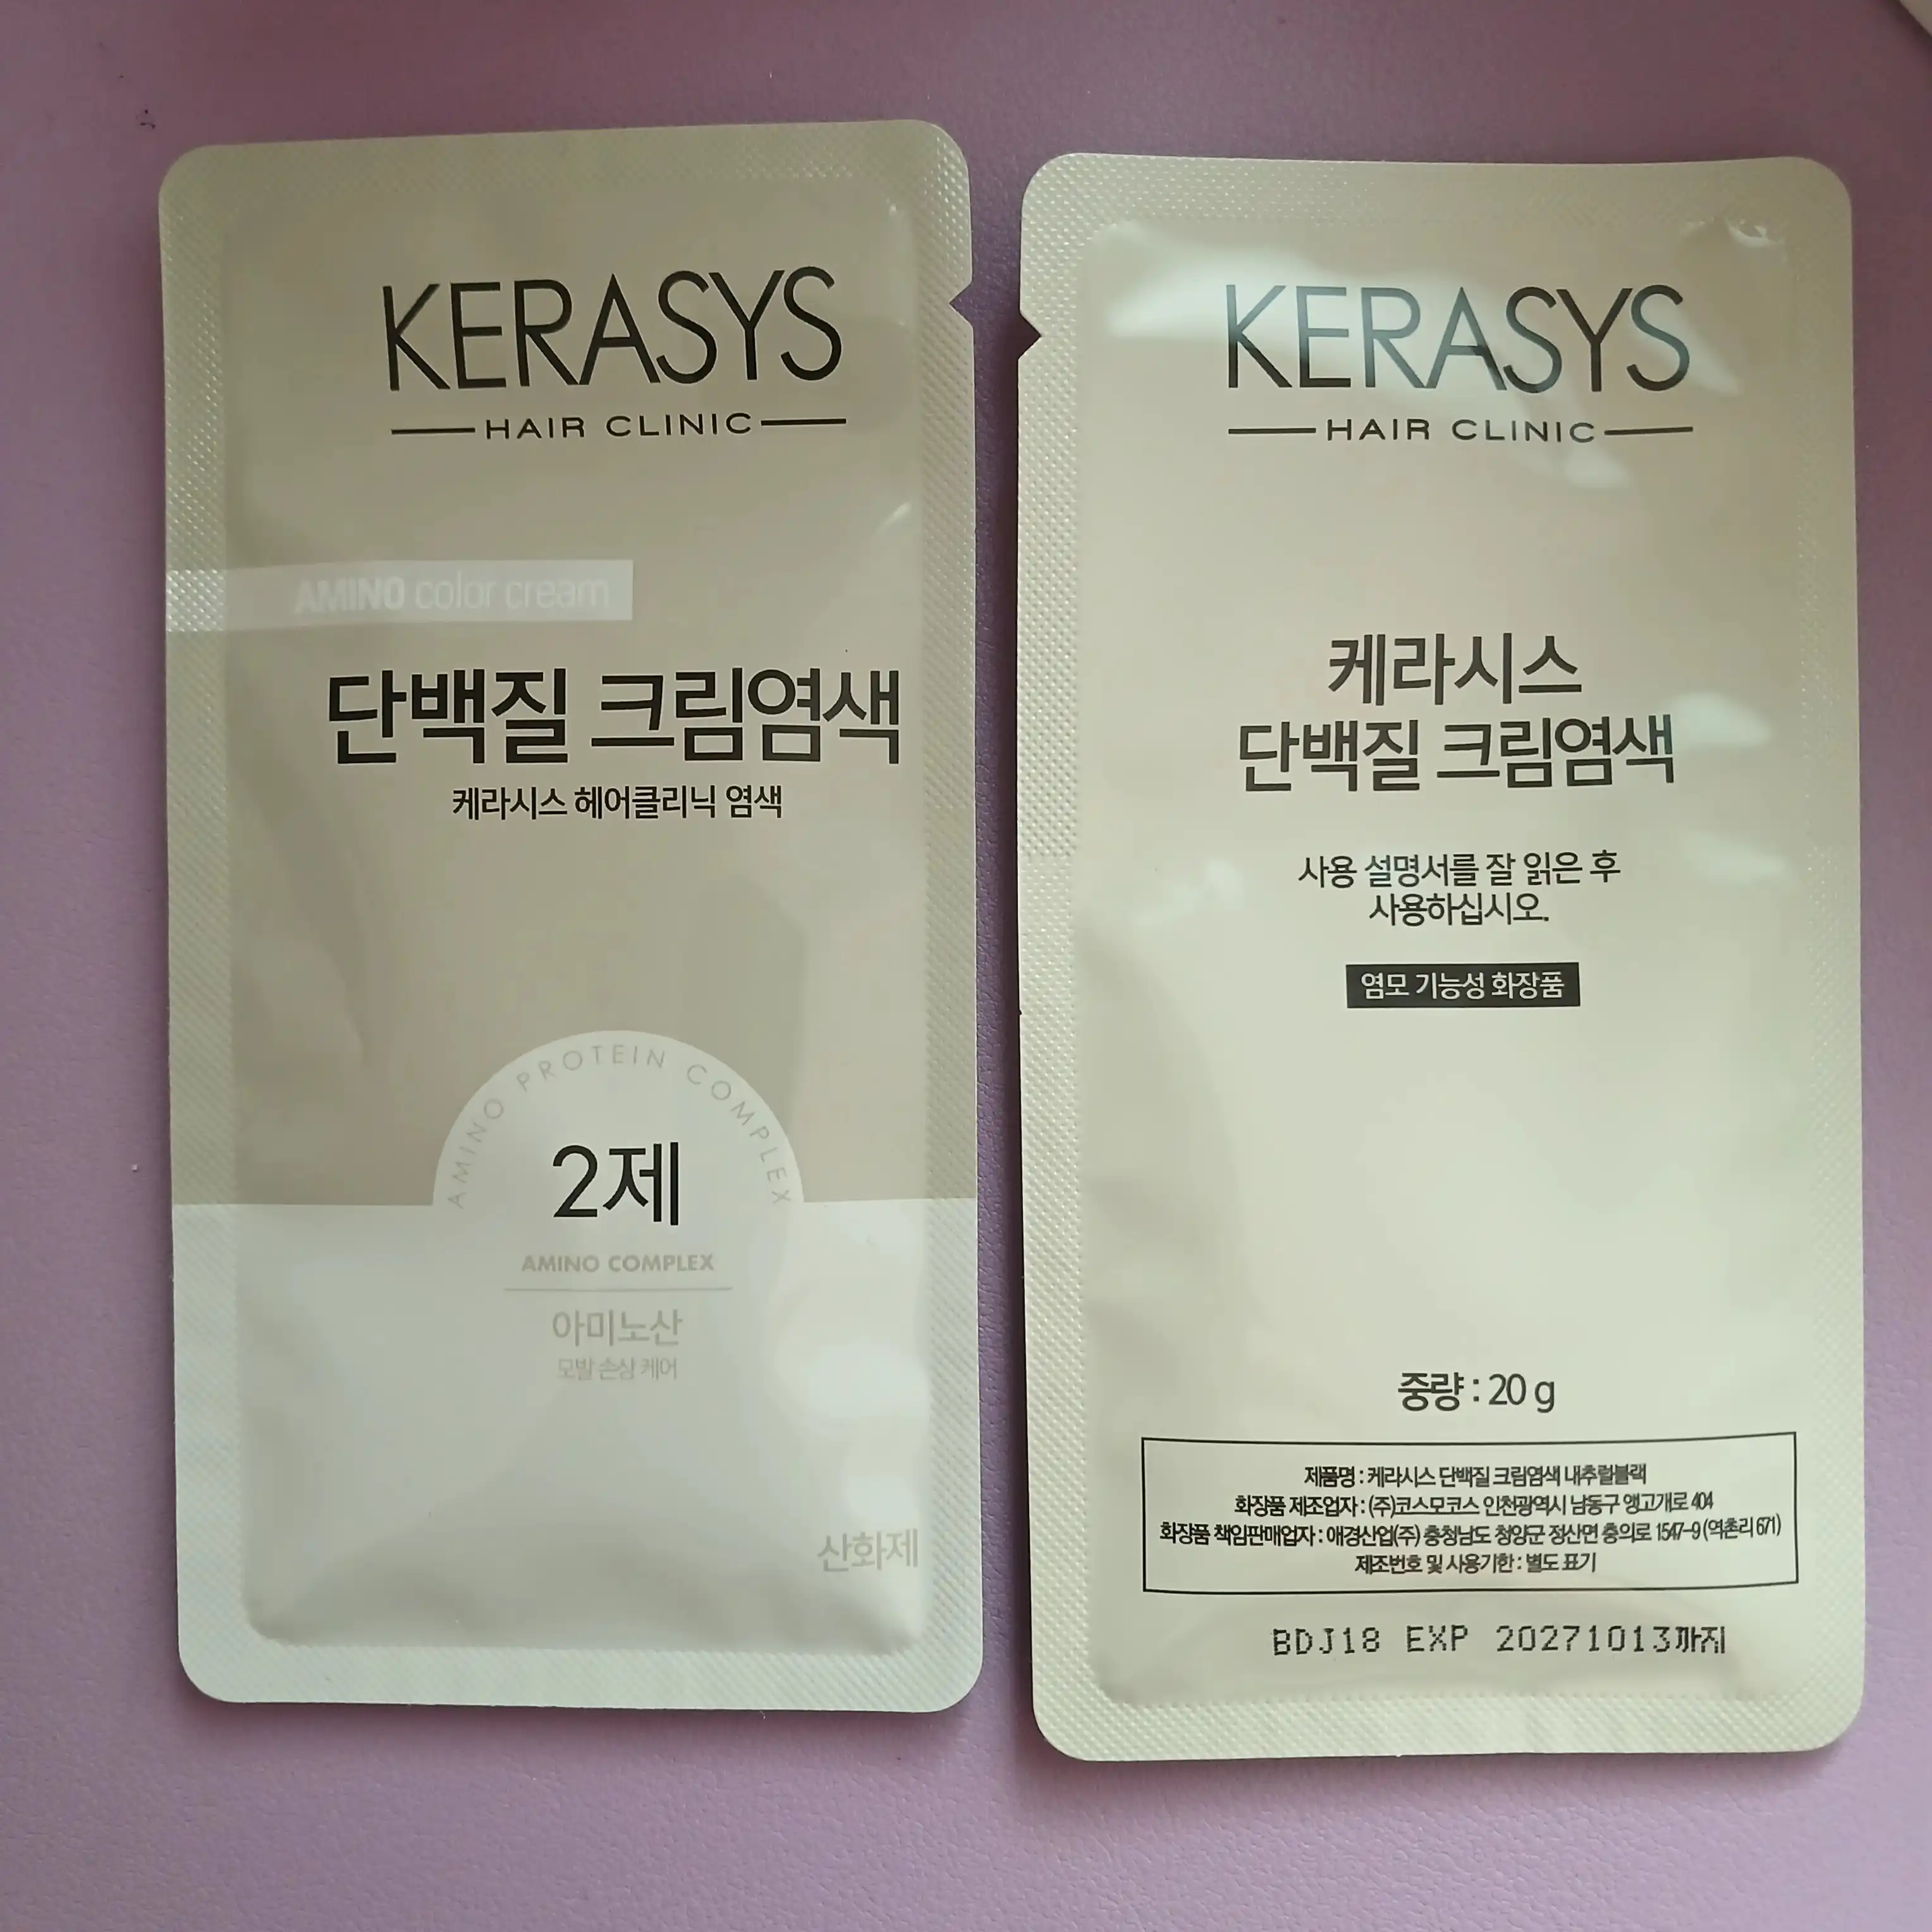 KERASYS
HAIR CLINIC
AMINO color cream
단백질 크림염색
케라시스 헤어클리닉 염색
AMINO PROTEIN COMPLEX
2제
AMINO COMPLEX
아미노산
모발 손상 케어
산화제
KERASYS
HAIR CLINIC
케라시스
단백질 크림염색
사용 설명서를 잘 읽은 후
사용하십시오.
염모 기능성 화장품
중량 : 20 g
제품명 : 케라시스 단백질 크림염색 내추럴블랙
화장품 제조업자 : (주)코스모코스 인천광역시 남동구 앵고개로 404
화장품 책임판매업자 : 애경산업(주) 충청남도 청양군 정산면 충의로 1547-9 (역촌리 671)
제조번호 및 사용기한 : 별도 표기
BDJ18 EXP 20271013까지